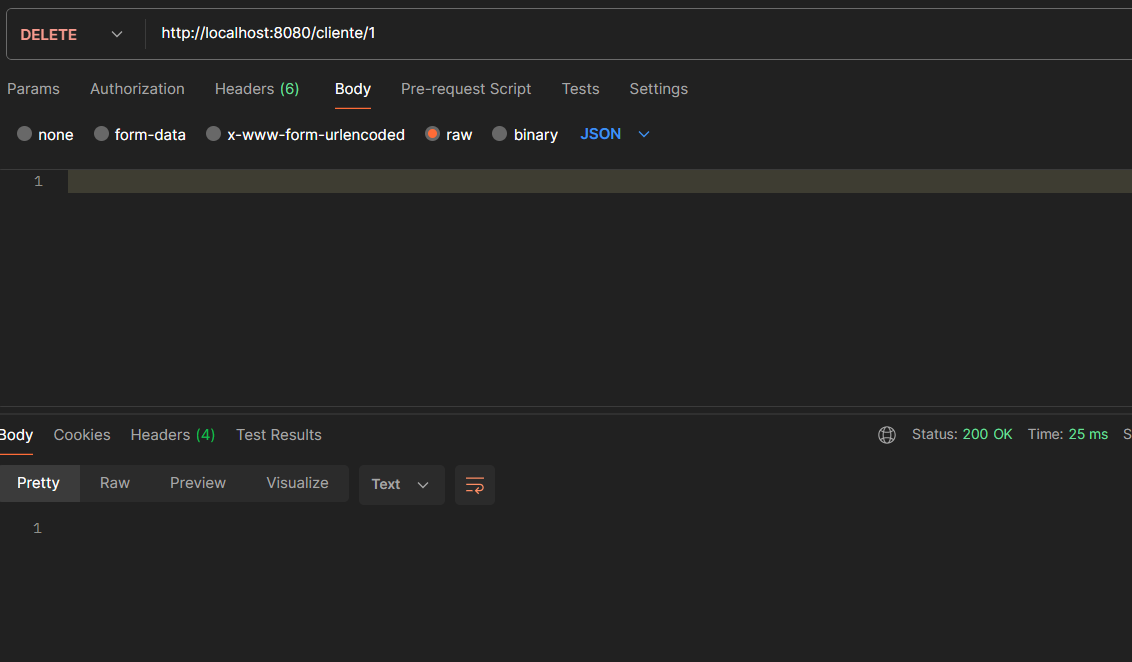 DELETE http://localhost:8080/cliente/1
Params Authorization Headers (6) Body Pre-request Script Tests Settings
none form-data x-www-form-urlencoded raw binary JSON
1
Body Cookies Headers (4) Test Results Status: 200 OK Time: 25 ms S
Pretty Raw Preview Visualize Text
1